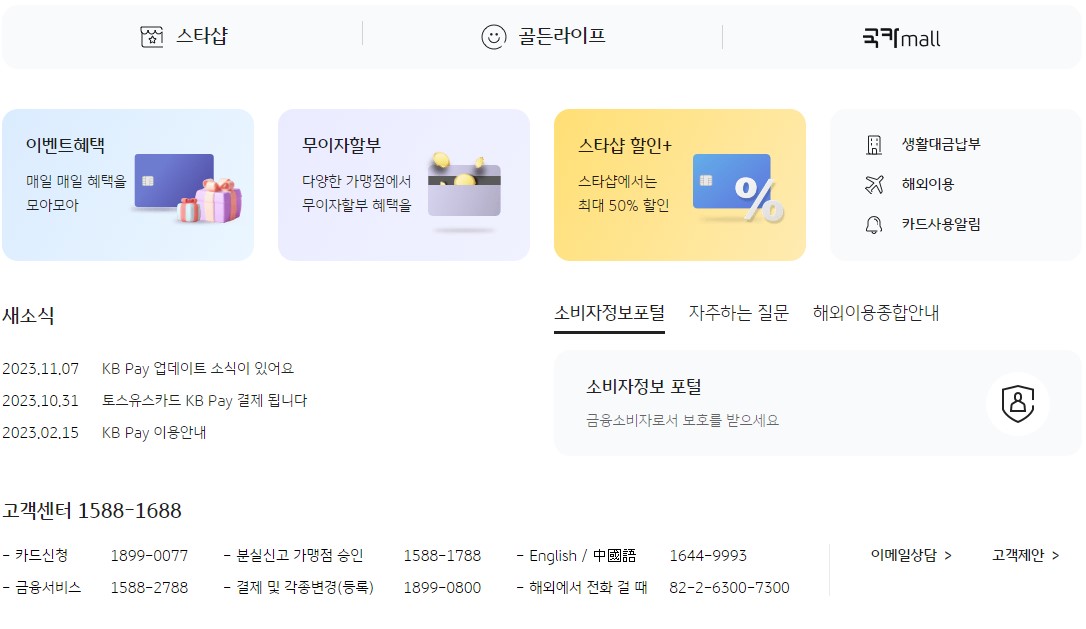 스타샵
골든라이프
국카mall
이벤트혜택
매일 매일 혜택을
모아모아
무이자할부
다양한 가맹점에서
무이자할부 혜택을
스타샵 할인+
스타샵에서는
최대 50% 할인
%
생활대금납부
해외이용
카드사용알림
새소식
2023.11.07 KB Pay 업데이트 소식이 있어요
2023.10.31 토스유스카드 KB Pay 결제 됩니다
2023.02.15 KB Pay 이용안내
소비자정보포털 자주하는 질문 해외이용종합안내
소비자정보 포털
금융소비자로서 보호를 받으세요
고객센터 1588-1688
- 카드신청 1899-0077 - 분실신고 가맹점 승인 1588-1788 - English / 中國語 1644-9993 이메일상담 > 고객제안 >
- 금융서비스 1588-2788 - 결제 및 각종변경(등록) 1899-0800 - 해외에서 전화 걸 때 82-2-6300-7300